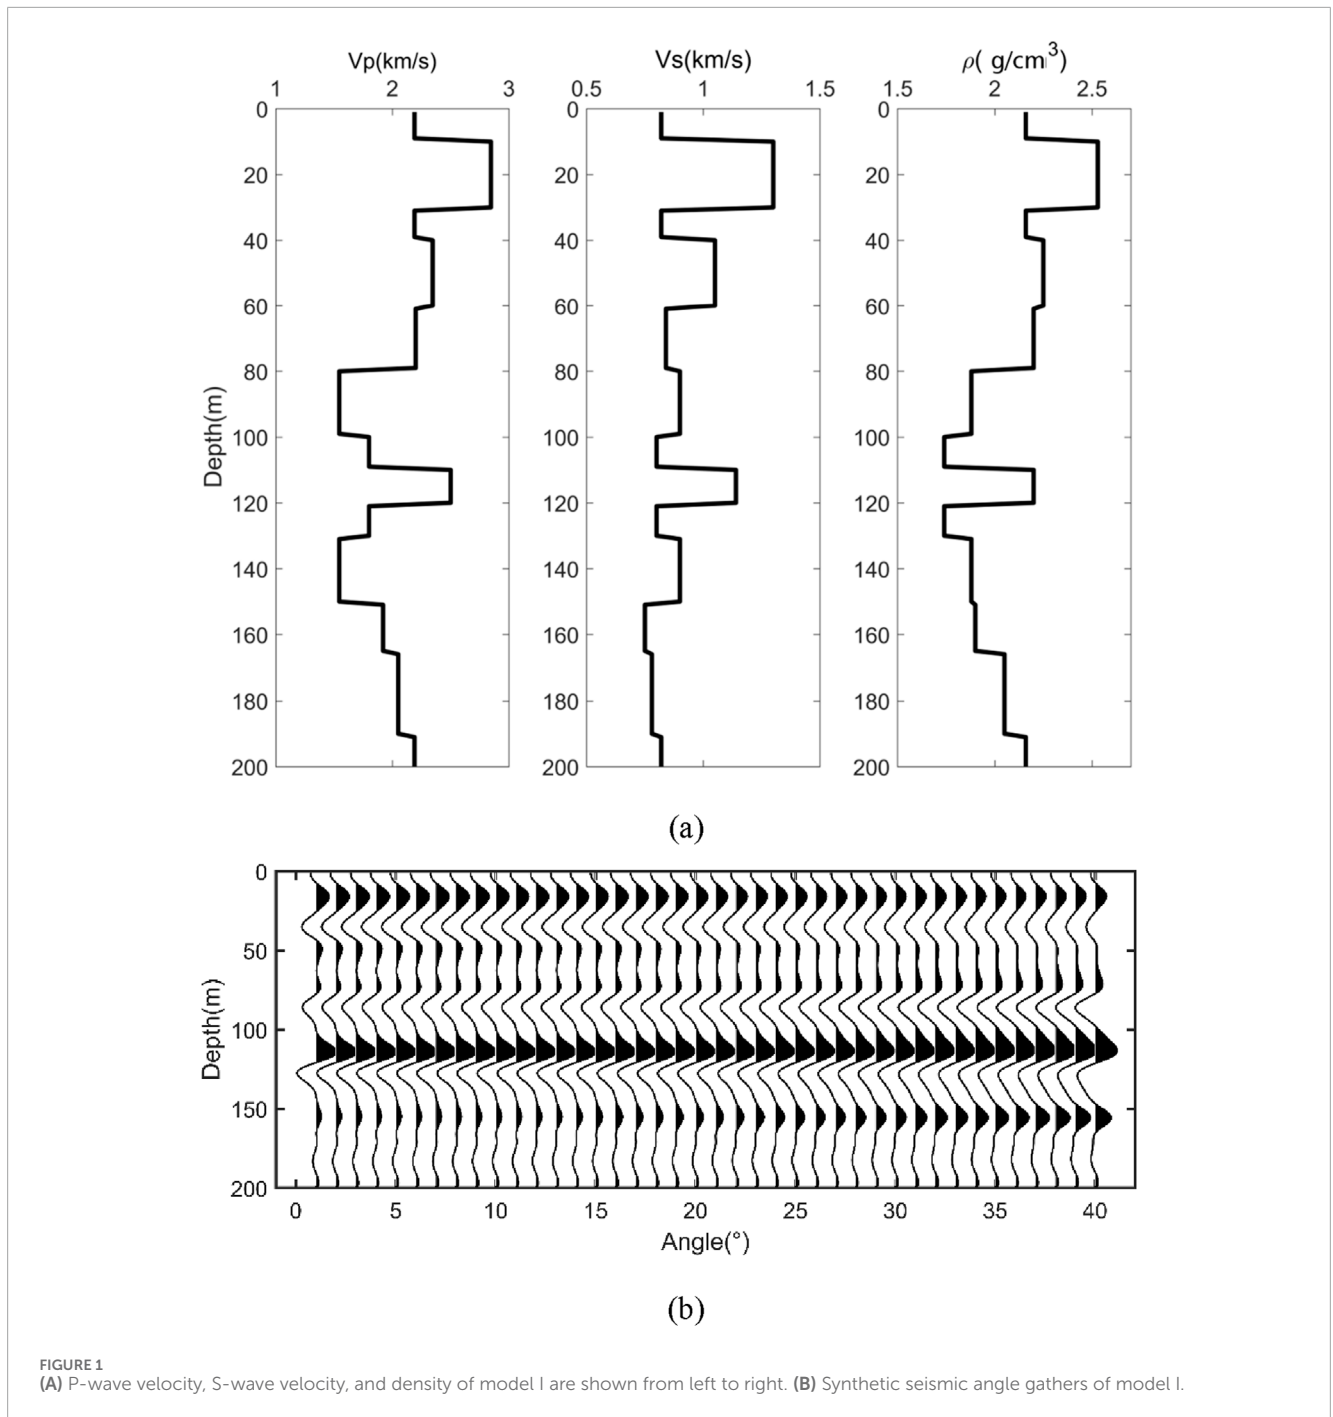 Vp(km/s) Vs(km/s) ρ( g/cm³)
1 2 3 0.5 1 1.5 1.5 2 2.5
0 0 0
20 20 20
40 40 40
60 60 60
80 80 80
100 100 100
120 120 120
140 140 140
160 160 160
180 180 180
200 200 200
Depth(m)
(a)
0
50
100
150
200
Depth(m)
0 5 10 15 20 25 30 35 40
Angle(°)
(b)
FIGURE 1
(A) P-wave velocity, S-wave velocity, and density of model I are shown from left to right. (B) Synthetic seismic angle gathers of model I.